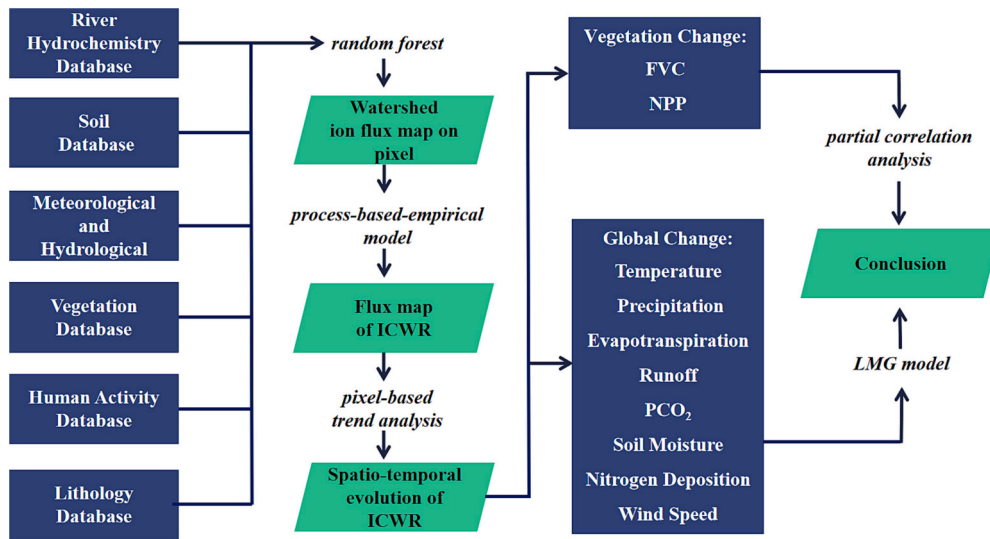 River
Hydrochemistry
Database
Soil
Database
Meteorological
and
Hydrological
Vegetation
Database
Human Activity
Database
Lithology
Database
random forest
Watershed
ion flux map on
pixel
process-based-empirical
model
Flux map
of ICWR
pixel-based
trend analysis
Spatio-temporal
evolution of
ICWR
Vegetation Change:
FVC
NPP
Global Change:
Temperature
Precipitation
Evapotranspiration
Runoff
PCO₂
Soil Moisture
Nitrogen Deposition
Wind Speed
partial correlation
analysis
Conclusion
LMG model